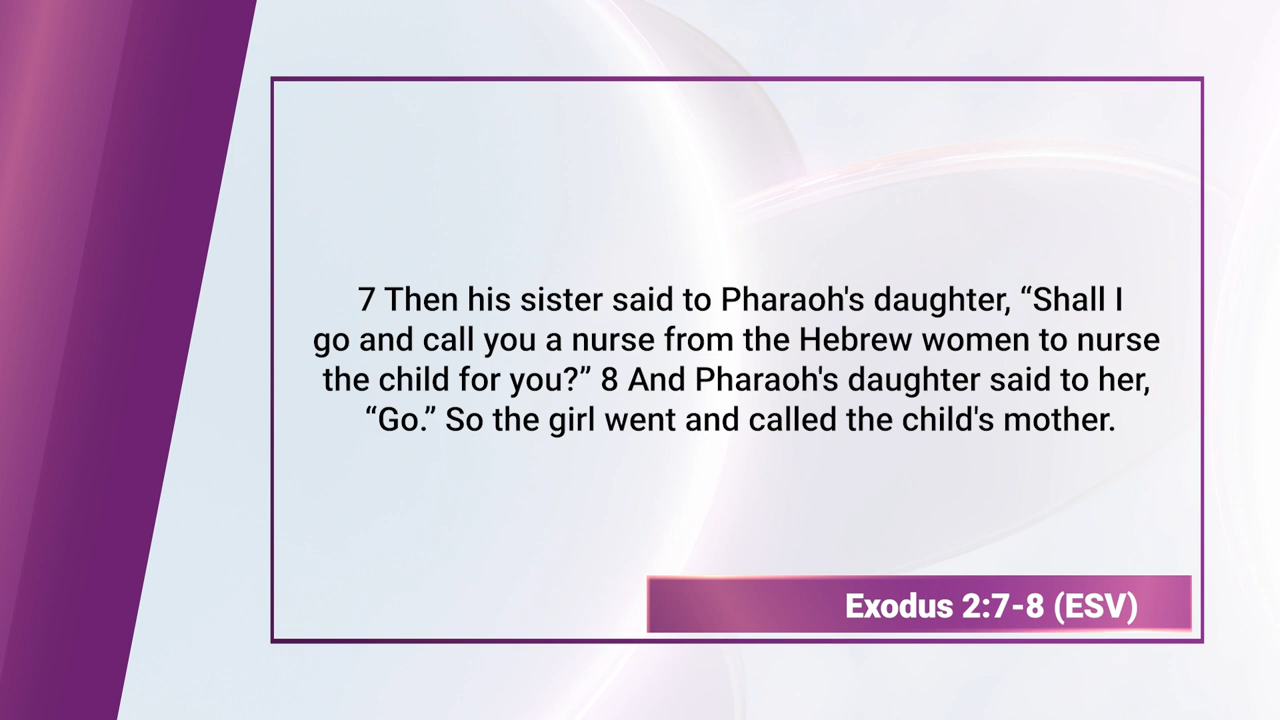 7 Then his sister said to Pharaoh's daughter, “Shall I
go and call you a nurse from the Hebrew women to nurse
the child for you?” 8 And Pharaoh's daughter said to her,
“Go.” So the girl went and called the child's mother.
Exodus 2:7-8 (ESV)